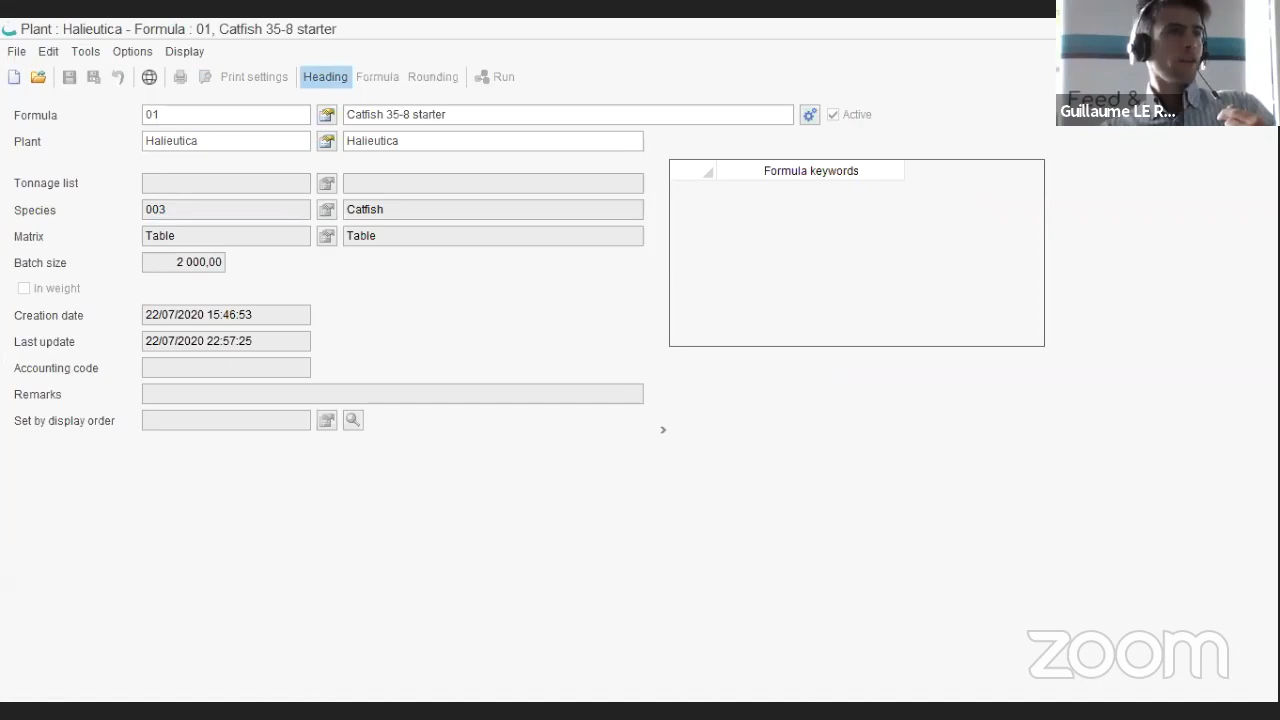 Plant : Halieutica - Formula : 01, Catfish 35-8 starter
File Edit Tools Options Display
Print settings Heading Formula Rounding Run
Formula 01 Catfish 35-8 starter Active
Plant Halieutica Halieutica
Formula keywords
Tonnage list
Species 003 Catfish
Matrix Table Table
Batch size 2 000,00
In weight
Creation date 22/07/2020 15:46:53
Last update 22/07/2020 22:57:25
Accounting code
Remarks
Set by display order
Feed &
Guillaume LE R...
zoom